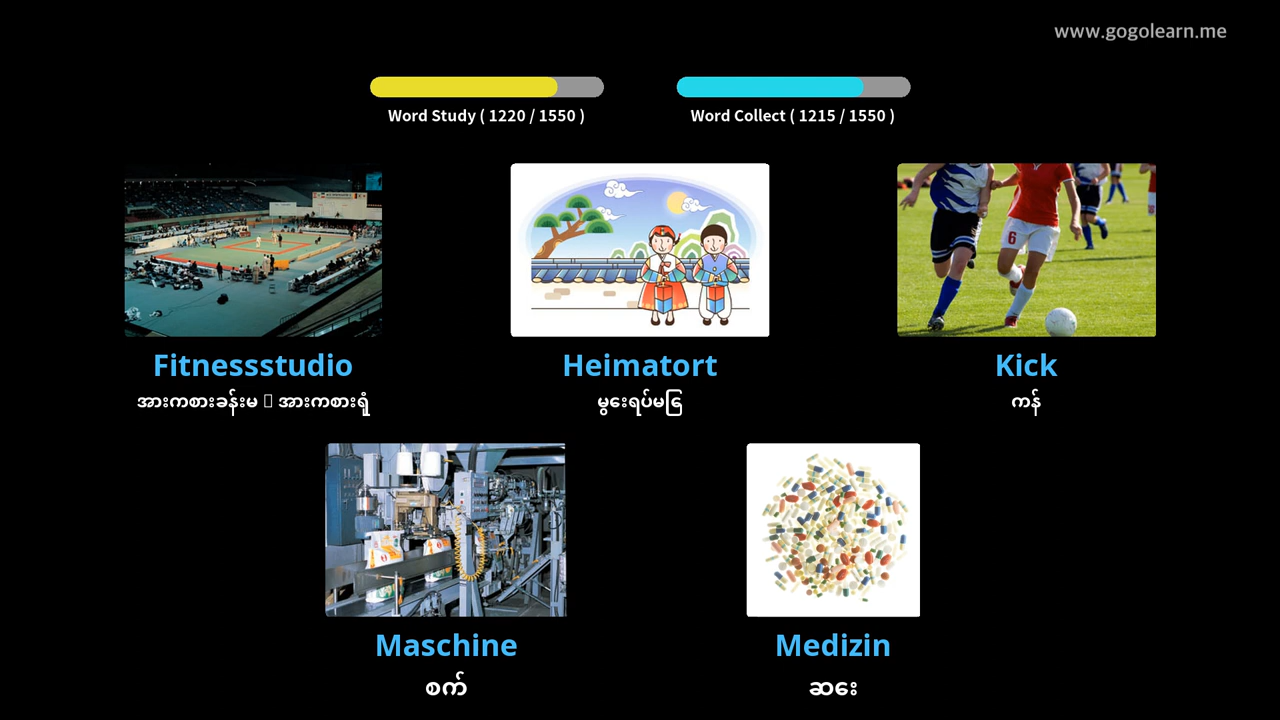 www.gogolearn.me
Word Study ( 1220 / 1550 )
Word Collect ( 1215 / 1550 )
Fitnessstudio
Heimatort
Kick
အားကစားခန်းမ ၊ အားကစားရုံ
မွေးရပ်မြေ
ကန်
6
Maschine
Medizin
စက်
ဆေး